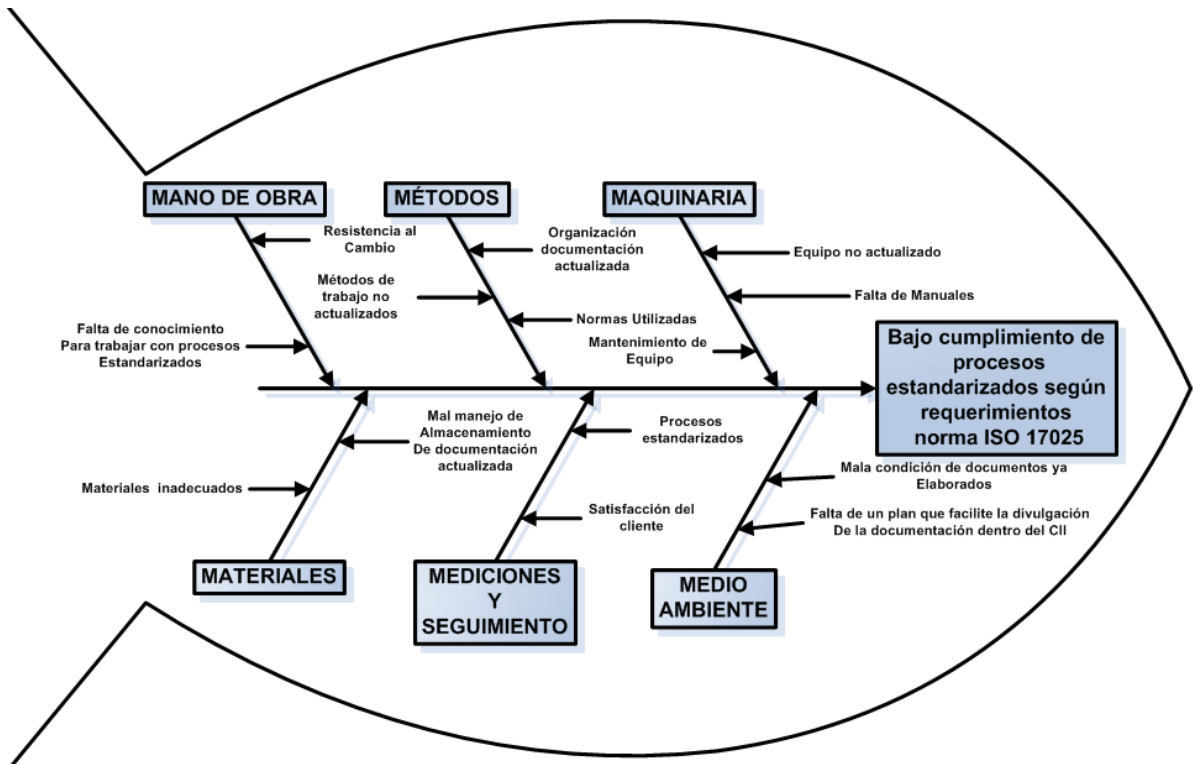 MANO DE OBRA
MÉTODOS
MAQUINARIA
Resistencia al
Cambio
Falta de conocimiento
Para trabajar con procesos
Estandarizados
Organización
documentación
actualizada
Métodos de
trabajo no
actualizados
Normas Utilizadas
Equipo no actualizado
Falta de Manuales
Mantenimiento de
Equipo
Bajo cumplimiento de
procesos
estandarizados según
requerimientos
norma ISO 17025
Mal manejo de
Almacenamiento
De documentación
actualizada
Materiales inadecuados
Procesos
estandarizados
Satisfacción del
cliente
Mala condición de documentos ya
Elaborados
Falta de un plan que facilite la divulgación
De la documentación dentro del CII
MATERIALES
MEDICIONES
Y
SEGUIMIENTO
MEDIO
AMBIENTE